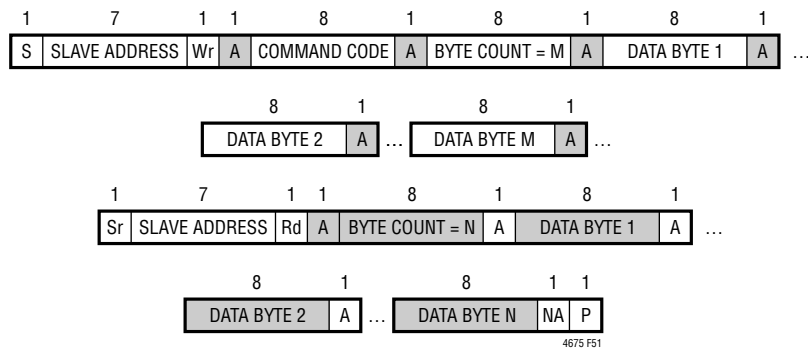 1 7 1 1 8 1 8 1 8 1
S SLAVE ADDRESS Wr A COMMAND CODE A BYTE COUNT = M A DATA BYTE 1 A …
8 1 8 1
DATA BYTE 2 A … DATA BYTE M A …
1 7 1 1 8 1 8 1
Sr SLAVE ADDRESS Rd A BYTE COUNT = N A DATA BYTE 1 A …
8 1 8 1 1
DATA BYTE 2 A … DATA BYTE N NA P
4675 F51